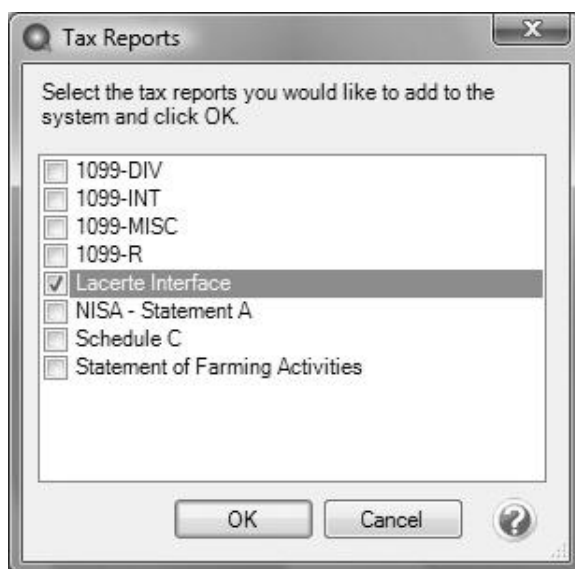 Tax Reports
Select the tax reports you would like to add to the
system and click OK.
1099-DIV
1099-INT
1099-MISC
1099-R
Lacerte Interface
NISA - Statement A
Schedule C
Statement of Farming Activities
OK Cancel ?